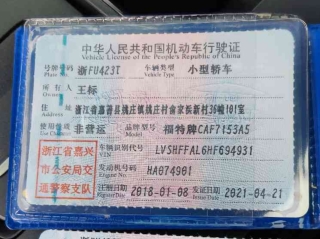 中华人民共和国机动车行驶证
Vehicle License of the People's Republic of China
号牌号码 浙FU423T 车辆类型 小型轿车
Plate No. Vehicle Type
所有人 王标
Owner
住址 浙江省嘉善县姚庄镇姚庄村俞家浜新村36幢101室
Address
使用性质 非营运 品牌型号 福特牌CAF7153A5
Use Character Model
浙江省嘉兴市公安局交通警察支队
车辆识别代号 LVSHFFAL6HF694931
VIN
发动机号码 HA074901
Engine No.
注册日期 2018-01-08 发证日期 2021-04-21
Register Date Issue Date